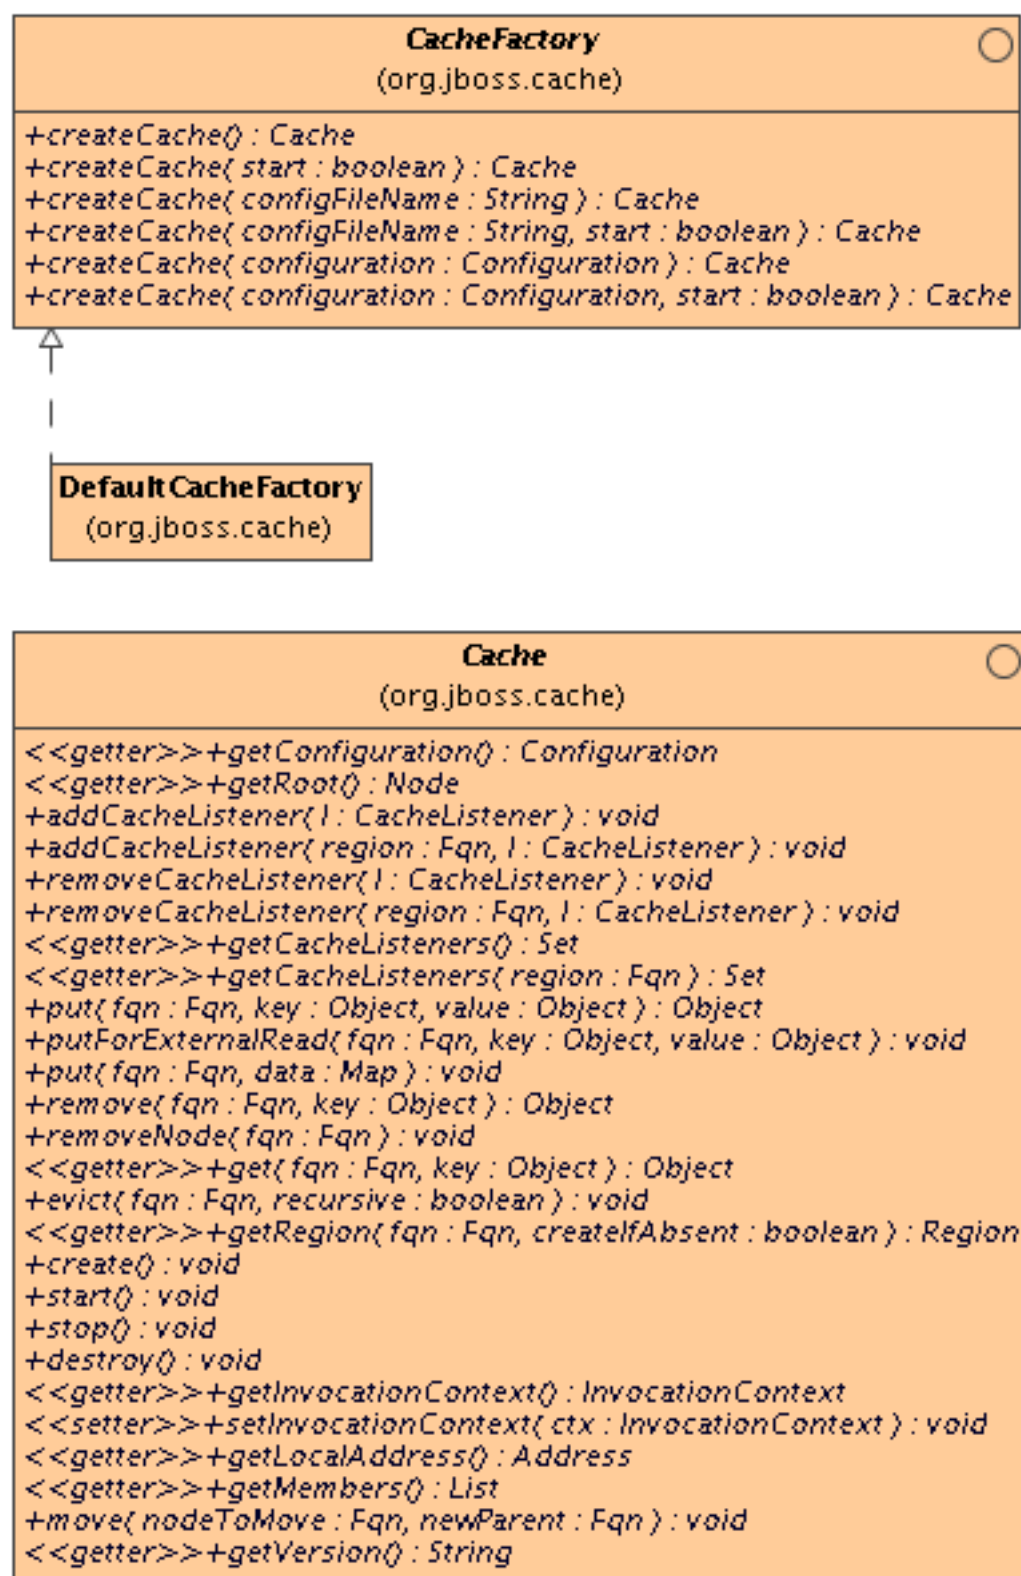 CacheFactory
(org.jboss.cache)
+createCache() : Cache
+createCache( start : boolean ) : Cache
+createCache( configFileName : String ) : Cache
+createCache( configFileName : String, start : boolean ) : Cache
+createCache( configuration : Configuration ) : Cache
+createCache( configuration : Configuration, start : boolean ) : Cache
DefaultCacheFactory
(org.jboss.cache)
Cache
(org.jboss.cache)
<<getter>>+getConfiguration() : Configuration
<<getter>>+getRoot() : Node
+addCacheListener( l : CacheListener ) : void
+addCacheListener( region : Fqn, l : CacheListener ) : void
+removeCacheListener( l : CacheListener ) : void
+removeCacheListener( region : Fqn, l : CacheListener ) : void
<<getter>>+getCacheListeners() : Set
<<getter>>+getCacheListeners( region : Fqn ) : Set
+put( fqn : Fqn, key : Object, value : Object ) : Object
+putForExternalRead( fqn : Fqn, key : Object, value : Object ) : void
+put( fqn : Fqn, data : Map ) : void
+remove( fqn : Fqn, key : Object ) : Object
+removeNode( fqn : Fqn ) : void
<<getter>>+get( fqn : Fqn, key : Object ) : Object
+evict( fqn : Fqn, recursive : boolean ) : void
<<getter>>+getRegion( fqn : Fqn, createIfAbsent : boolean ) : Region
+create() : void
+start() : void
+stop() : void
+destroy() : void
<<getter>>+getInvocationContext() : InvocationContext
<<setter>>+setInvocationContext( ctx : InvocationContext ) : void
<<getter>>+getLocalAddress() : Address
<<getter>>+getMembers() : List
+move( nodeToMove : Fqn, newParent : Fqn ) : void
<<getter>>+getVersion() : String